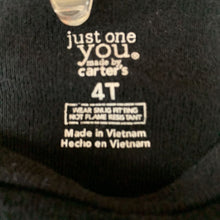 just one
you®
made by
carter's
4T
WEAR SNUG FITTING
NOT FLAME RESISTANT
Made in Vietnam
Hecho en Vietnam